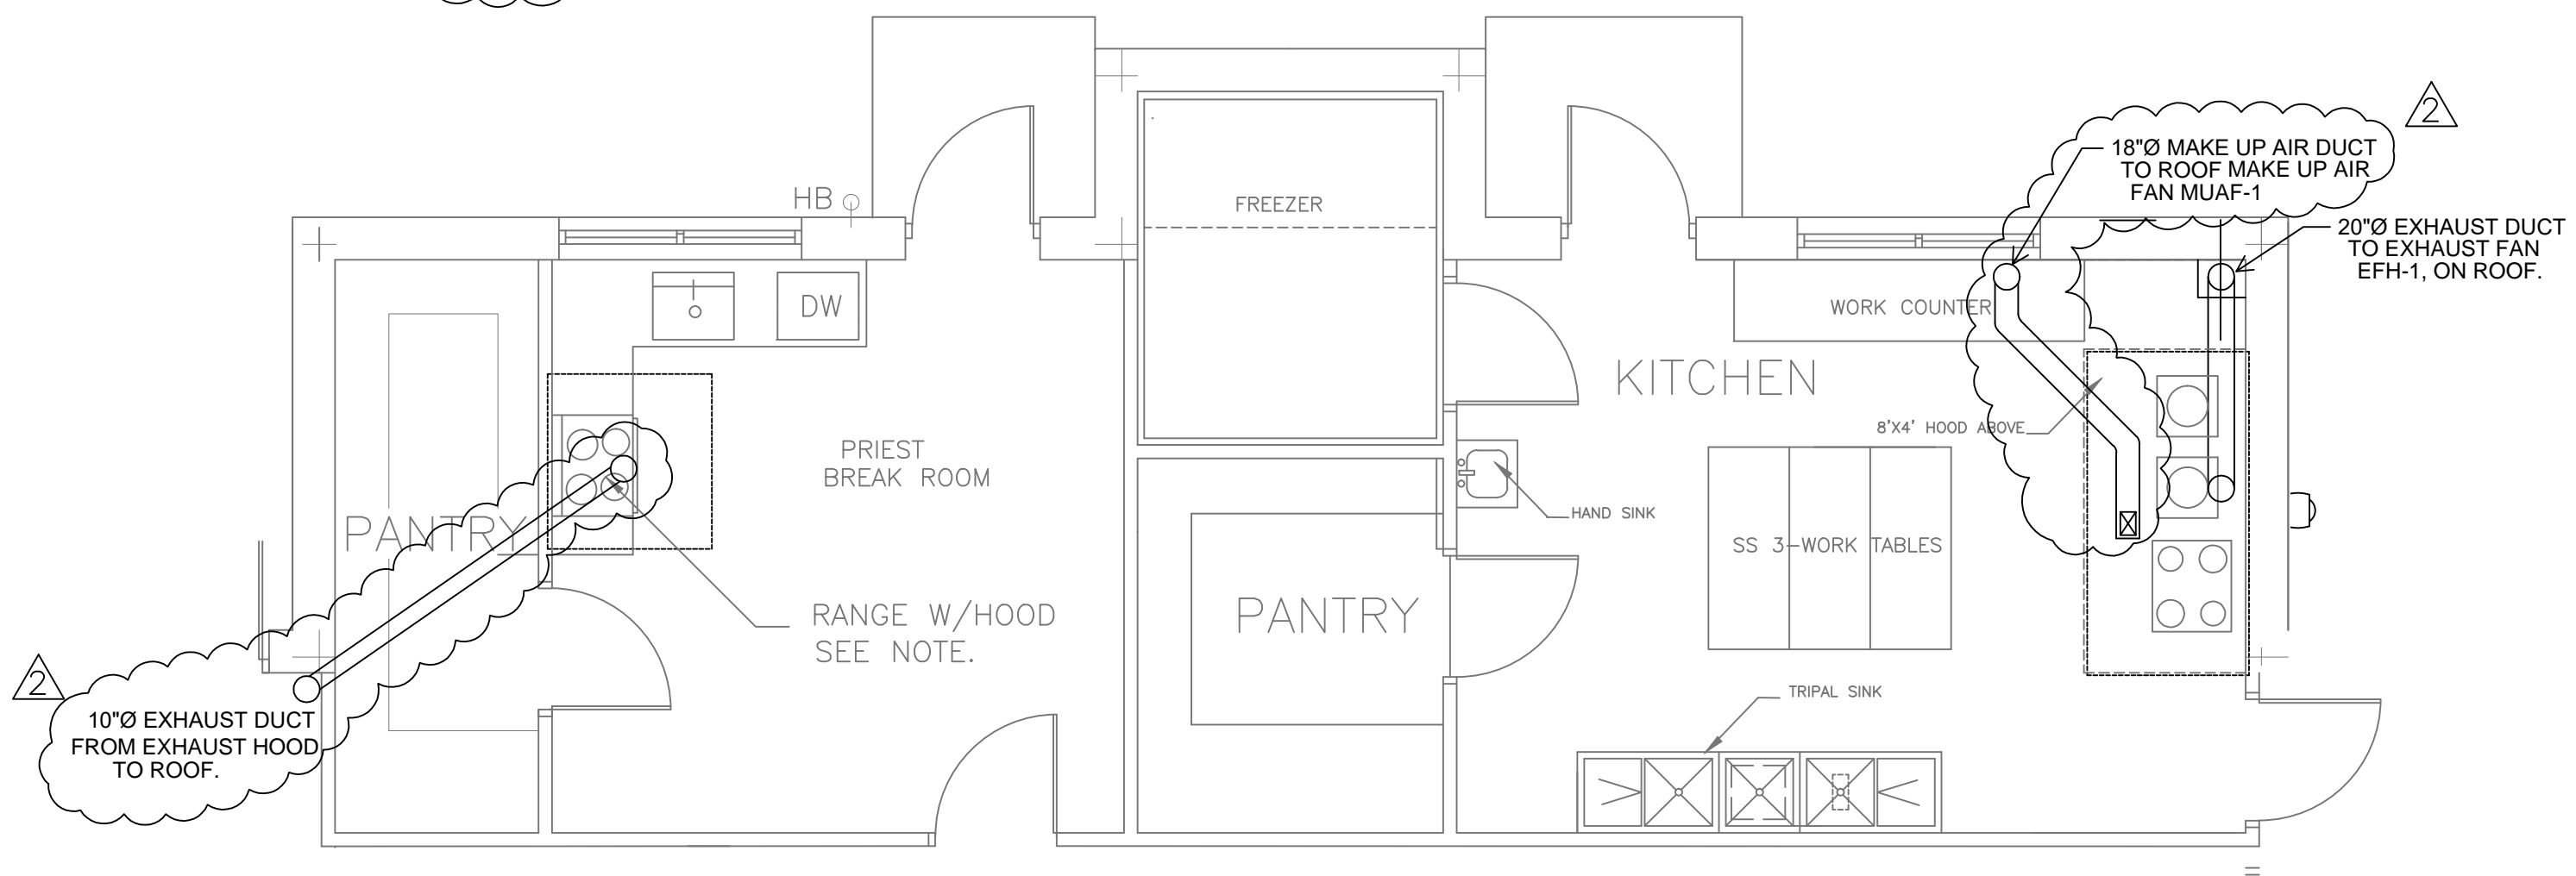 2
18"Ø MAKE UP AIR DUCT
TO ROOF MAKE UP AIR
FAN MUAF-1
HB
FREEZER
20"Ø EXHAUST DUCT
TO EXHAUST FAN
EFH-1, ON ROOF.
DW
WORK COUNTER
KITCHEN
8'X4' HOOD ABOVE
PRIEST
BREAK ROOM
PANTRY
HAND SINK
SS 3-WORK TABLES
RANGE W/HOOD
SEE NOTE.
PANTRY
2
TRIPAL SINK
10"Ø EXHAUST DUCT
FROM EXHAUST HOOD
TO ROOF.